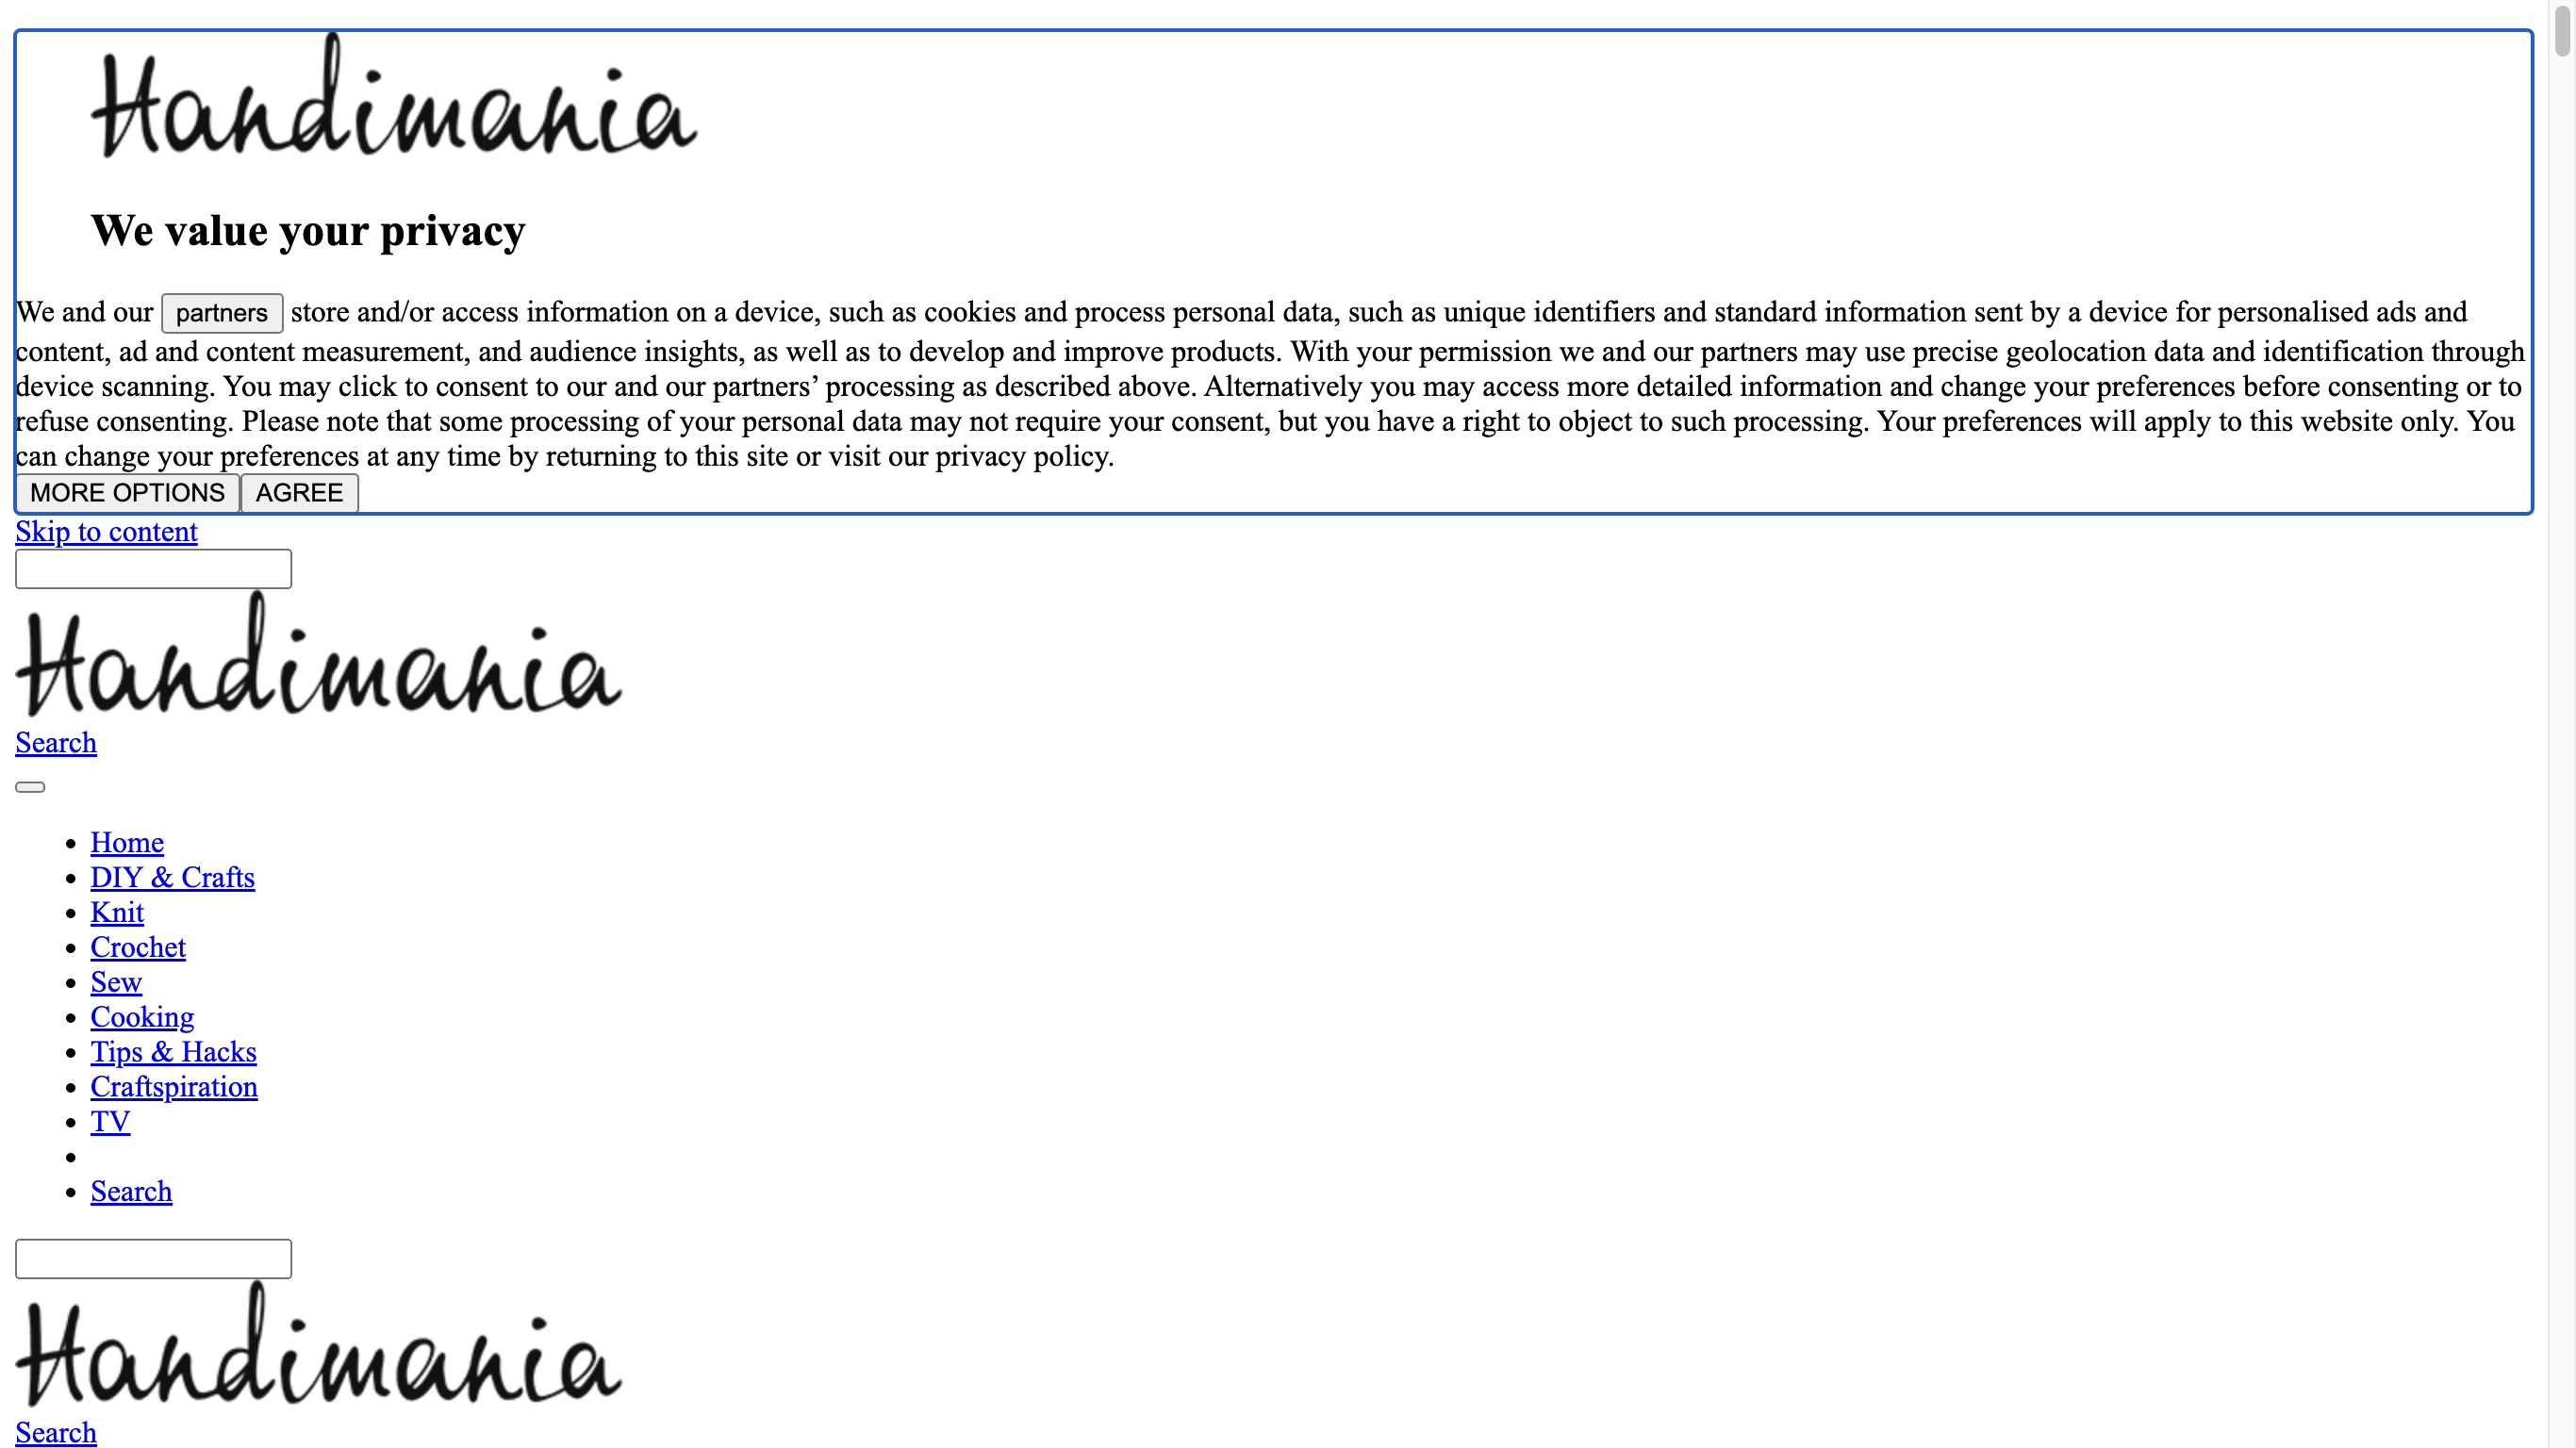 Handimania
We value your privacy
We and our partners store and/or access information on a device, such as cookies and process personal data, such as unique identifiers and standard information sent by a device for personalised ads and
content, ad and content measurement, and audience insights, as well as to develop and improve products. With your permission we and our partners may use precise geolocation data and identification through
device scanning. You may click to consent to our and our partners’ processing as described above. Alternatively you may access more detailed information and change your preferences before consenting or to
refuse consenting. Please note that some processing of your personal data may not require your consent, but you have a right to object to such processing. Your preferences will apply to this website only. You
can change your preferences at any time by returning to this site or visit our privacy policy.
MORE OPTIONS AGREE
Skip to content
Handimania
Search
Home
DIY & Crafts
Knit
Crochet
Sew
Cooking
Tips & Hacks
Craftspiration
TV
Search
Handimania
Search